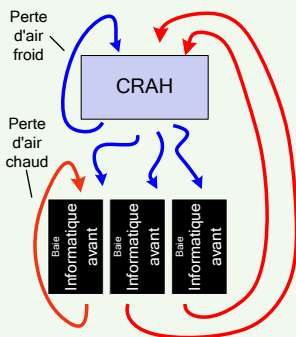 Perte
d'air
froid
CRAH
Perte
d'air
chaud
Baie
Informatique
avant
Baie
Informatique
avant
Baie
Informatique
avant